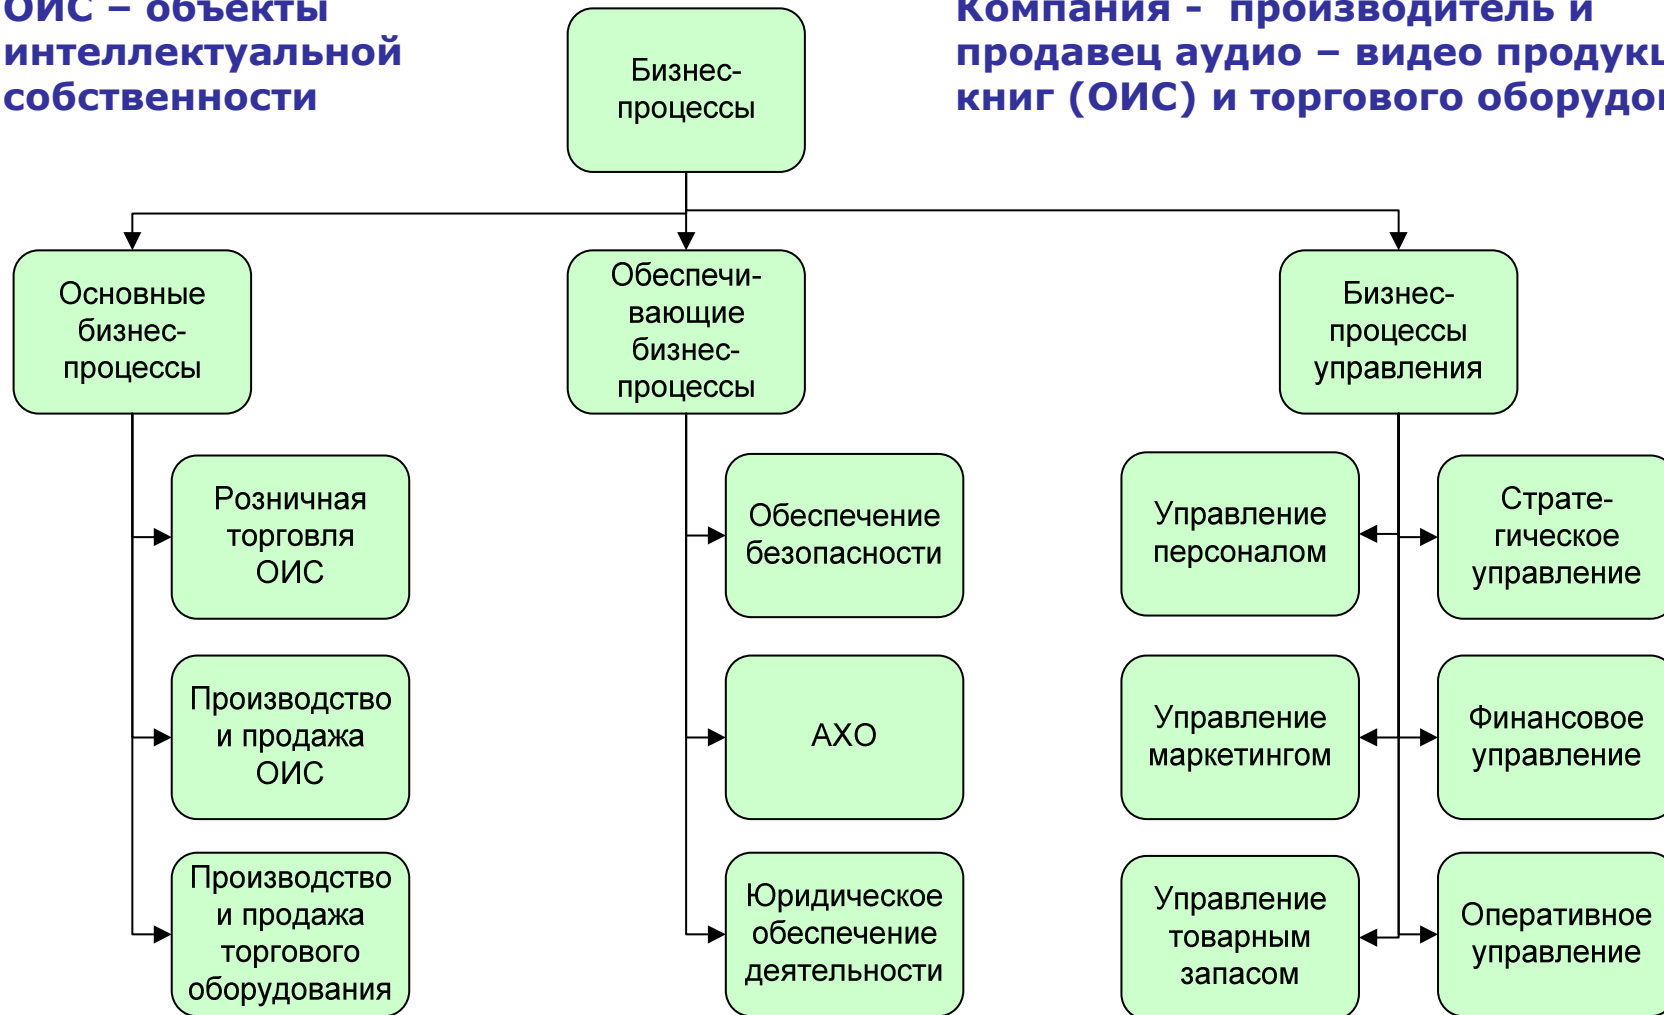 ОИС – объекты
интеллектуальной
собственности
Компания - производитель и
продавец аудио – видео
книг (ОИС) и торгового
Бизнес-
процессы
Основные
бизнес-
процессы
Обеспечи-
вающие
бизнес-
процессы
Бизнес-
процессы
управления
Розничная
торговля
ОИС
Производство
и продажа
ОИС
Производство
и продажа
торгового
оборудования
Обеспечение
безопасности
АХО
Юридическое
обеспечение
деятельности
Управление
персоналом
Управление
маркетингом
Управление
товарным
запасом
Страте-
гическое
управление
Финансовое
управление
Оперативное
управление